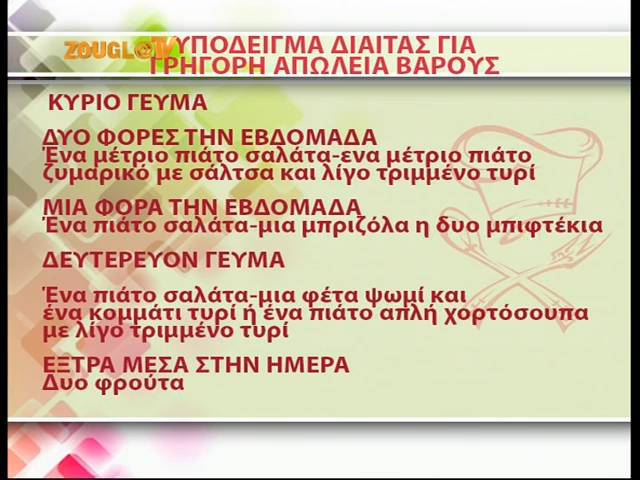 ZOUGL@TV
ΥΠΟΔΕΙΓΜΑ ΔΙΑΙΤΑΣ ΓΙΑ
ΓΡΗΓΟΡΗ ΑΠΩΛΕΙΑ ΒΑΡΟΥΣ
ΚΥΡΙΟ ΓΕΥΜΑ
ΔΥΟ ΦΟΡΕΣ ΤΗΝ ΕΒΔΟΜΑΔΑ
Ένα μέτριο πιάτο σαλάτα-ενα μέτριο πιάτο
ζυμαρικό με σάλτσα και λίγο τριμμένο τυρί
ΜΙΑ ΦΟΡΑ ΤΗΝ ΕΒΔΟΜΑΔΑ
Ένα πιάτο σαλάτα-μια μπριζόλα η δυο μπιφτέκια
ΔΕΥΤΕΡΕΥΟΝ ΓΕΥΜΑ
Ένα πιάτο σαλάτα-μια φέτα ψωμί και
ένα κομμάτι τυρί ή ένα πιάτο απλή χορτόσουπα
με λίγο τριμμένο τυρί
ΕΞΤΡΑ ΜΕΣΑ ΣΤΗΝ ΗΜΕΡΑ
Δυο φρούτα